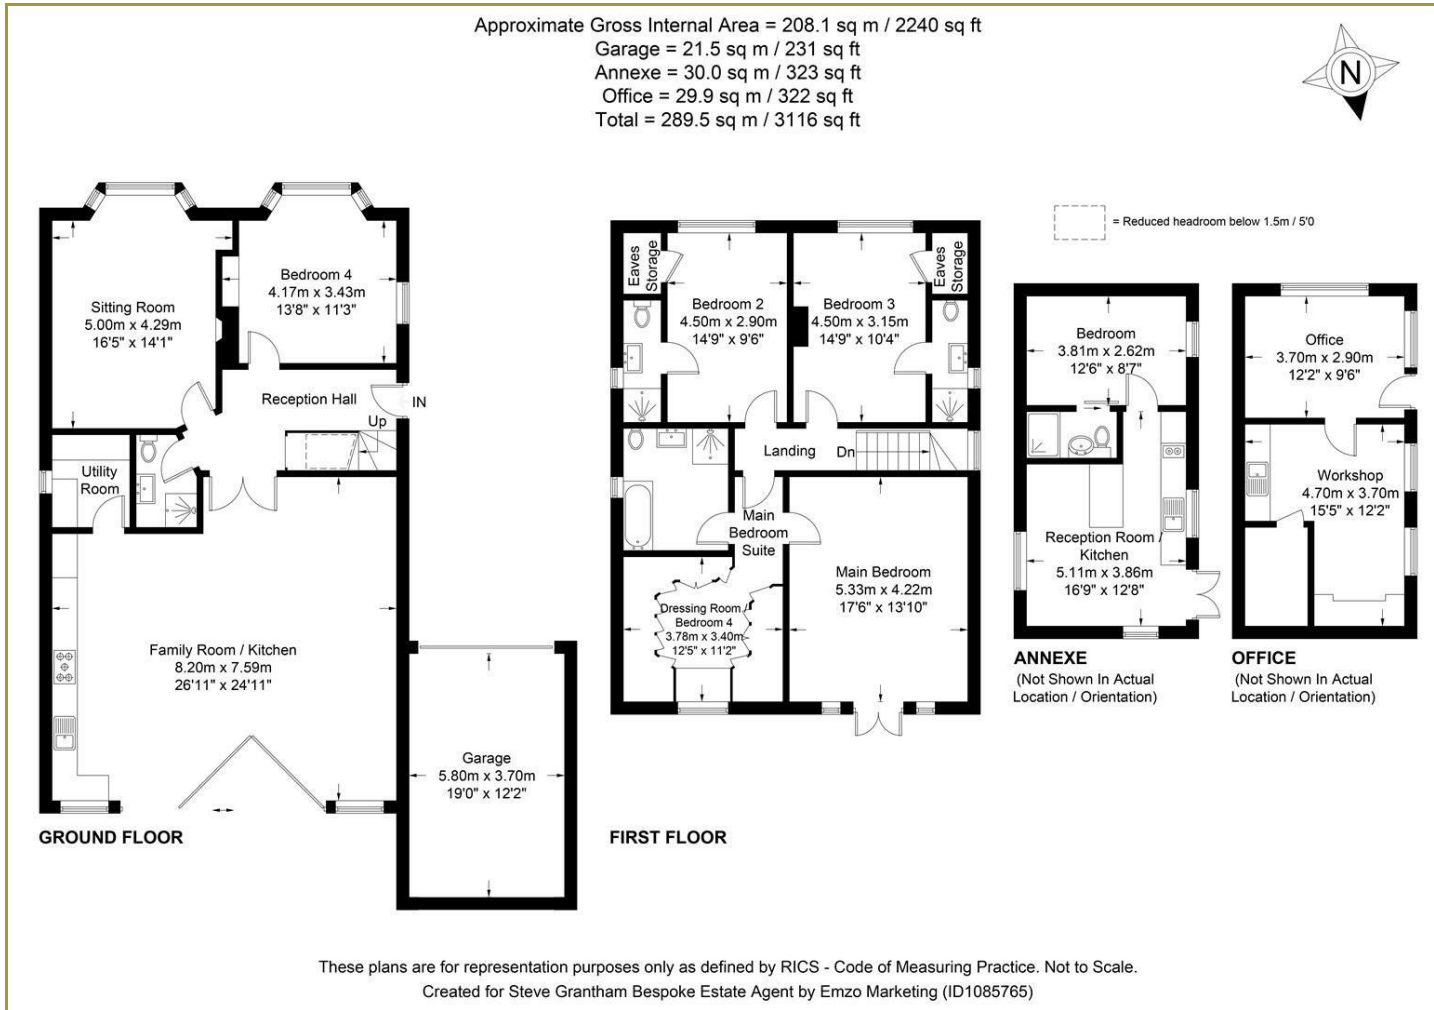 Approximate Gross Internal Area = 208.1 sq m / 2240 sq ft
Garage = 21.5 sq m / 231 sq ft
Annexe = 30.0 sq m / 323 sq ft
Office = 29.9 sq m / 322 sq ft
Total = 289.5 sq m / 3116 sq ft
N
= Reduced headroom below 1.5m / 5'0
Sitting Room
5.00m x 4.29m
16'5" x 14'1"
Bedroom 4
4.17m x 3.43m
13'8" x 11'3"
Reception Hall
IN
Up
Utility
Room
Family Room / Kitchen
8.20m x 7.59m
26'11" x 24'11"
Garage
5.80m x 3.70m
19'0" x 12'2"
GROUND FLOOR
Eaves
Storage
Bedroom 2
4.50m x 2.90m
14'9" x 9'6"
Bedroom 3
4.50m x 3.15m
14'9" x 10'4"
Eaves
Storage
Landing
Dn
Main
Bedroom
Suite
Dressing Room /
Bedroom 4
3.78m x 3.40m
12'5" x 11'2"
Main Bedroom
5.33m x 4.22m
17'6" x 13'10"
FIRST FLOOR
Bedroom
3.81m x 2.62m
12'6" x 8'7"
Reception Room /
Kitchen
5.11m x 3.86m
16'9" x 12'8"
ANNEXE
(Not Shown In Actual
Location / Orientation)
Office
3.70m x 2.90m
12'2" x 9'6"
Workshop
4.70m x 3.70m
15'5" x 12'2"
OFFICE
(Not Shown In Actual
Location / Orientation)
These plans are for representation purposes only as defined by RICS - Code of Measuring Practice. Not to Scale.
Created for Steve Grantham Bespoke Estate Agent by Emzo Marketing (ID1085765)